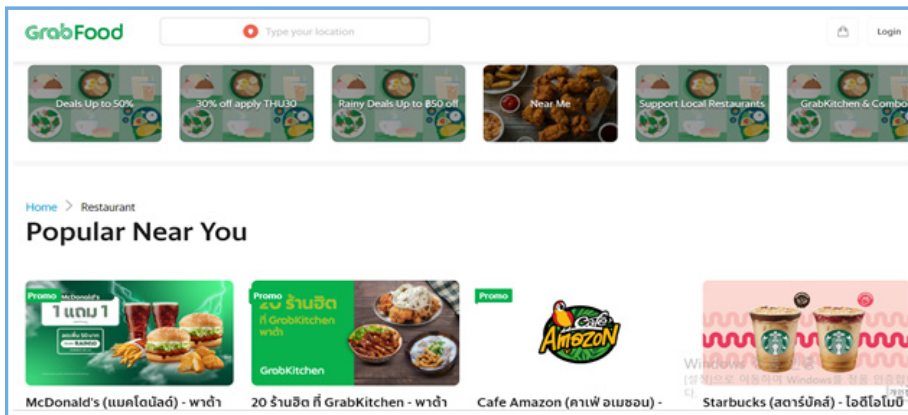 GrabFood
Type your location
Login
Deals Up to 50%
30% off apply THU30
Rainy Deals Up to ฿50 off
Near Me
Support Local Restaurants
GrabKitchen & Combo
Home > Restaurant
Popular Near You
Promo
McDonald's
1 แถม 1
RAINGO
Promo
20 ร้านฮิต
ที่ GrabKitchen
พาต้า
GrabKitchen
Promo
Café
AMAZON
Windows
McDonald's (แมคโดนัลด์) - พาต้า
20 ร้านฮิต ที่ GrabKitchen - พาต้า
Cafe Amazon (คาเฟ่ อเมซอน) -
Starbucks (สตาร์บัคส์) - ไอดีโอโมบิ